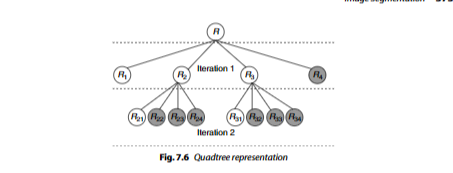 R
Iteration 1
R1 R2 R3 R4
R21 R22 R23 R24 R31 R32 R33 R34
Iteration 2
Fig. 7.6 Quadtree representation